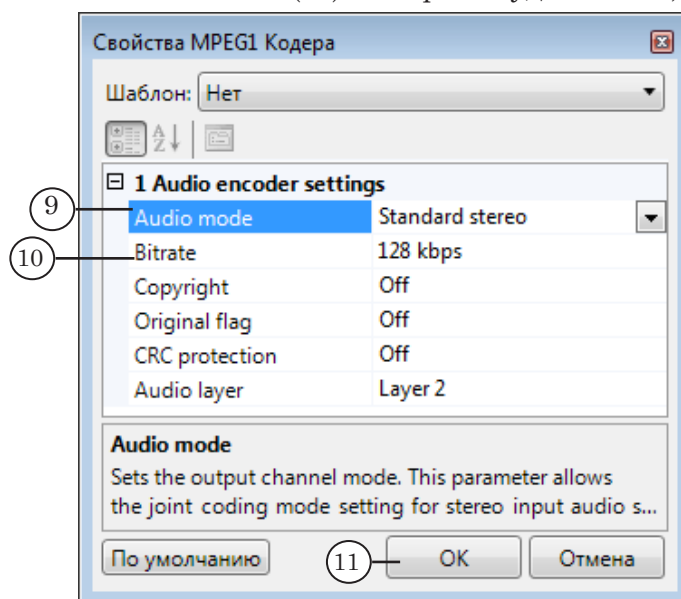 Свойства MPEG1 Кодера
Шаблон: Нет
1 Audio encoder settings
9 Audio mode Standard stereo
10 Bitrate 128 kbps
Copyright Off
Original flag Off
CRC protection Off
Audio layer Layer 2
Audio mode
Sets the output channel mode. This parameter allows
the joint coding mode setting for stereo input audio s...
По умолчанию 11 OK Отмена